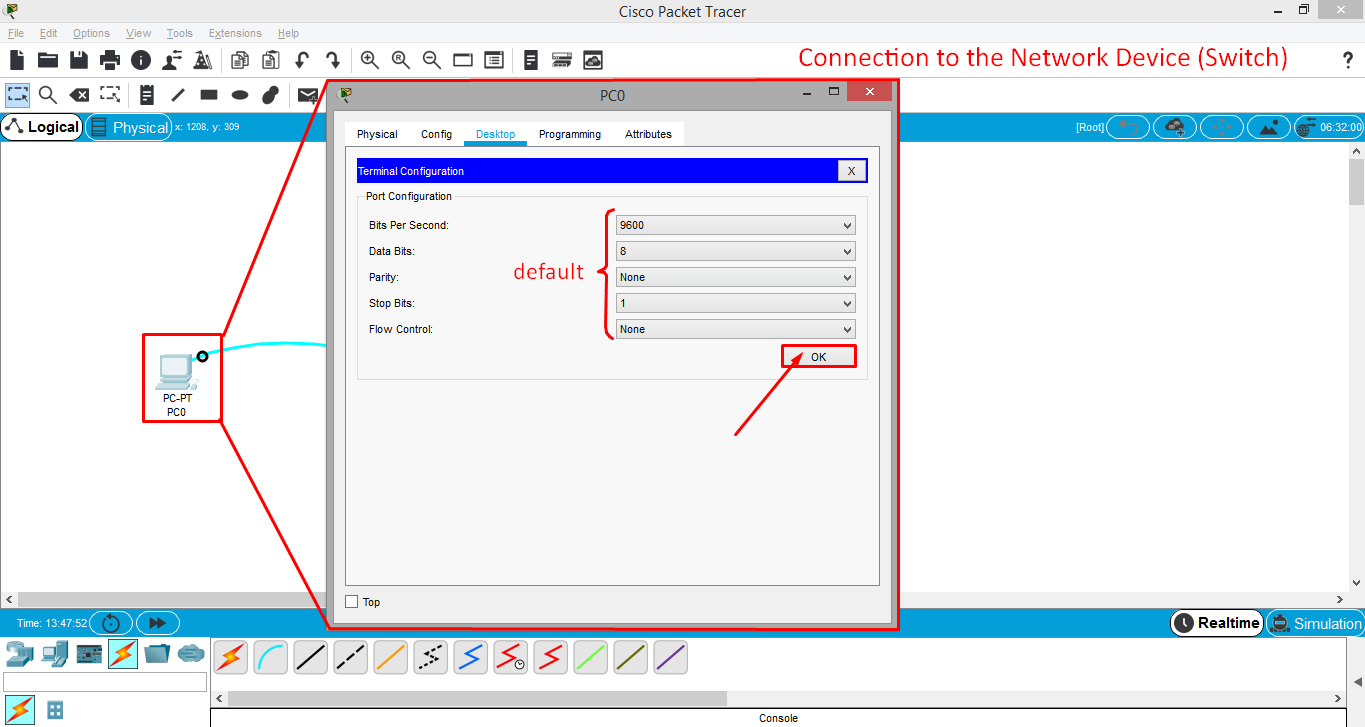 Cisco Packet Tracer
File Edit Options View Tools Extensions Help
Connection to the Network Device (Switch)
?
Logical Physical x: 1208, y: 309
[Root] 06:32:00
PC0
Physical Config Desktop Programming Attributes
Terminal Configuration X
Port Configuration
Bits Per Second: 9600
Data Bits: 8
default
Parity: None
Stop Bits: 1
Flow Control: None
OK
PC-PT
PC0
Top
Time: 13:47:52
Realtime Simulation
Console